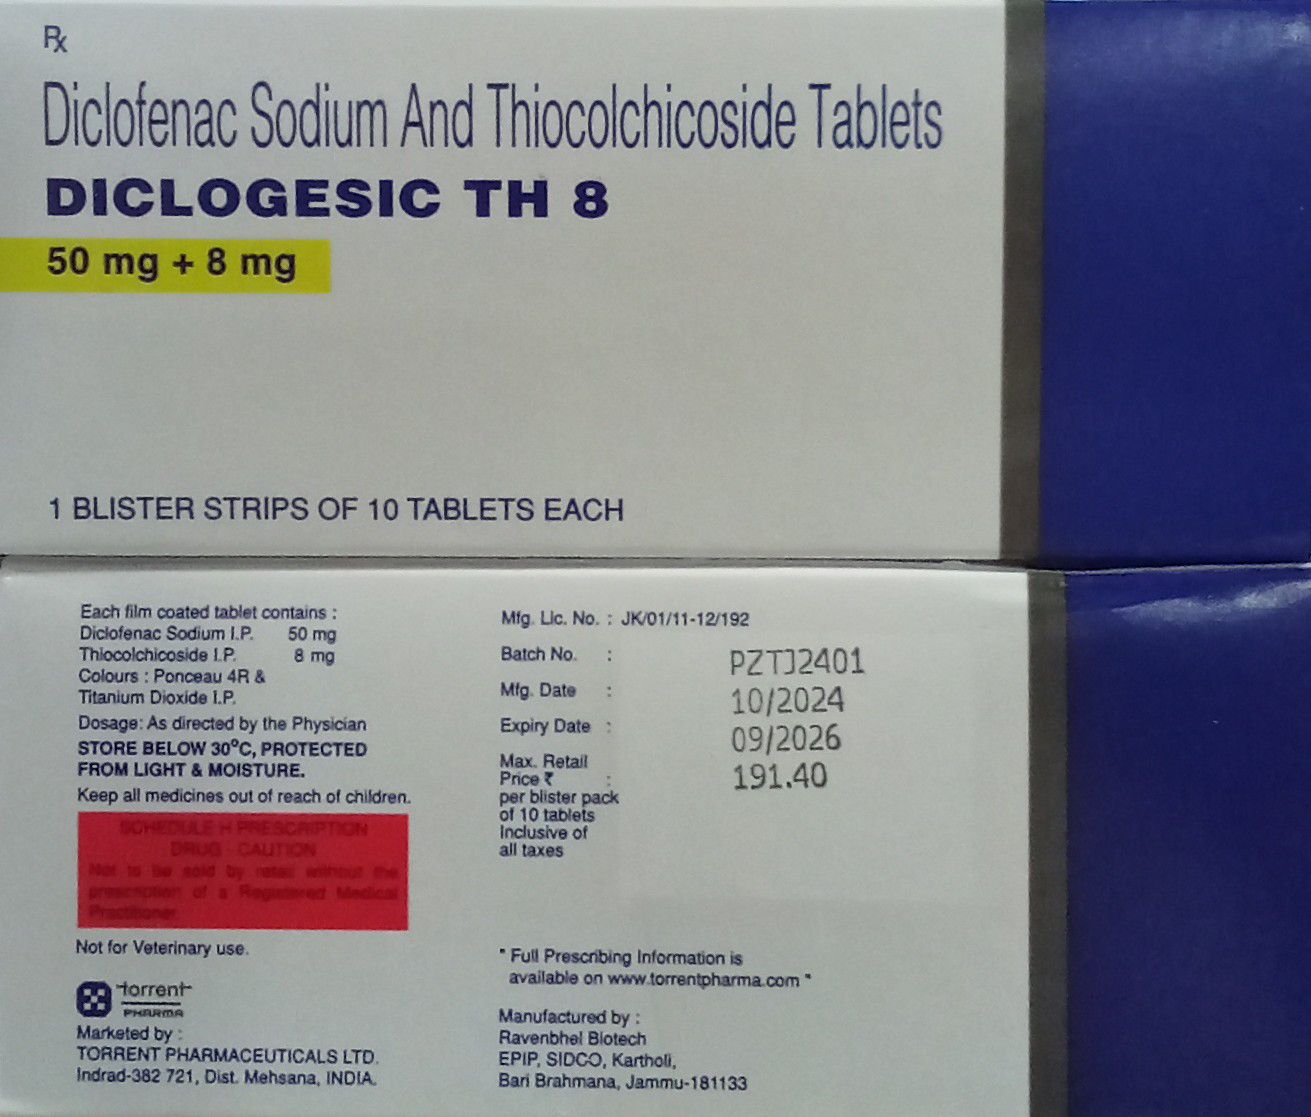 Rx
Diclofenac Sodium And Thiocolchicoside Tablets
DICLOGESIC TH 8
50 mg + 8 mg
1 BLISTER STRIPS OF 10 TABLETS EACH
Each film coated tablet contains :
Diclofenac Sodium I.P. 50 mg
Thiocolchicoside I.P. 8 mg
Colours : Ponceau 4R &
Titanium Dioxide I.P.
Dosage: As directed by the Physician
STORE BELOW 30°C, PROTECTED
FROM LIGHT & MOISTURE.
Keep all medicines out of reach of children.
SCHEDULE H PRESCRIPTION
DRUG - CAUTION
Not to be sold by retail without the
prescription of a Registered Medical
Practitioner.
Not for Veterinary use.
torrent
PHARMA
Marketed by :
TORRENT PHARMACEUTICALS LTD.
Indrad-382 721, Dist. Mehsana, INDIA.
Mfg. Lic. No. : JK/01/11-12/192
Batch No. : PZTJ2401
Mfg. Date : 10/2024
Expiry Date : 09/2026
Max. Retail
Price ₹ : 191.40
per blister pack
of 10 tablets
Inclusive of
all taxes
" Full Prescribing Information is
available on www.torrentpharma.com "
Manufactured by :
Ravenbhel Biotech
EPIP, SIDCO, Kartholi,
Bari Brahmana, Jammu-181133